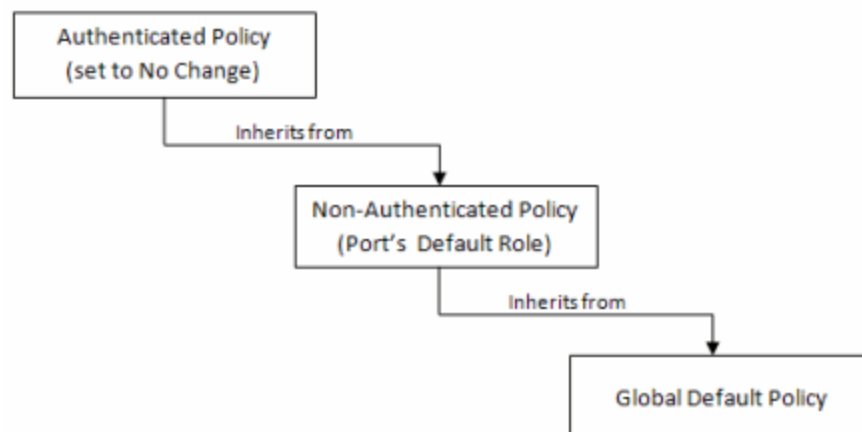 Authenticated Policy
(set to No Change)
Inherits from
Non-Authenticated Policy
(Port's Default Role)
Inherits from
Global Default Policy